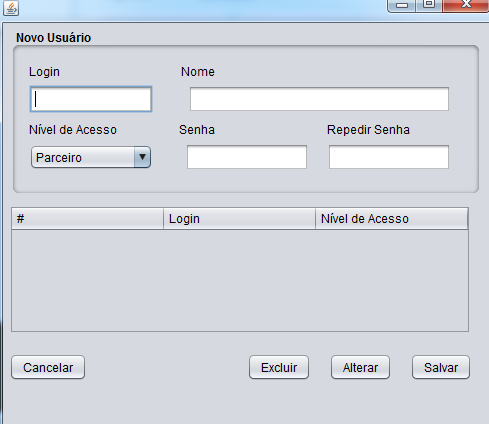 Novo Usuário
Login Nome
Nível de Acesso Senha Repedir Senha
Parceiro
# Login Nível de Acesso
Cancelar Excluir Alterar Salvar